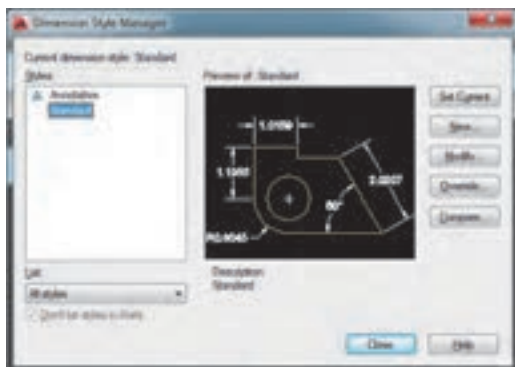 Dimension Style Manager
Current dimension style: Standard
Styles:
Annotative
Standard
Preview of: Standard
1.0159
1.1955
2.0207
60°
Set Current
New...
Modify...
Override...
Compare...
List:
All styles
Don't list styles in Xrefs
Description
Standard
Close
Help